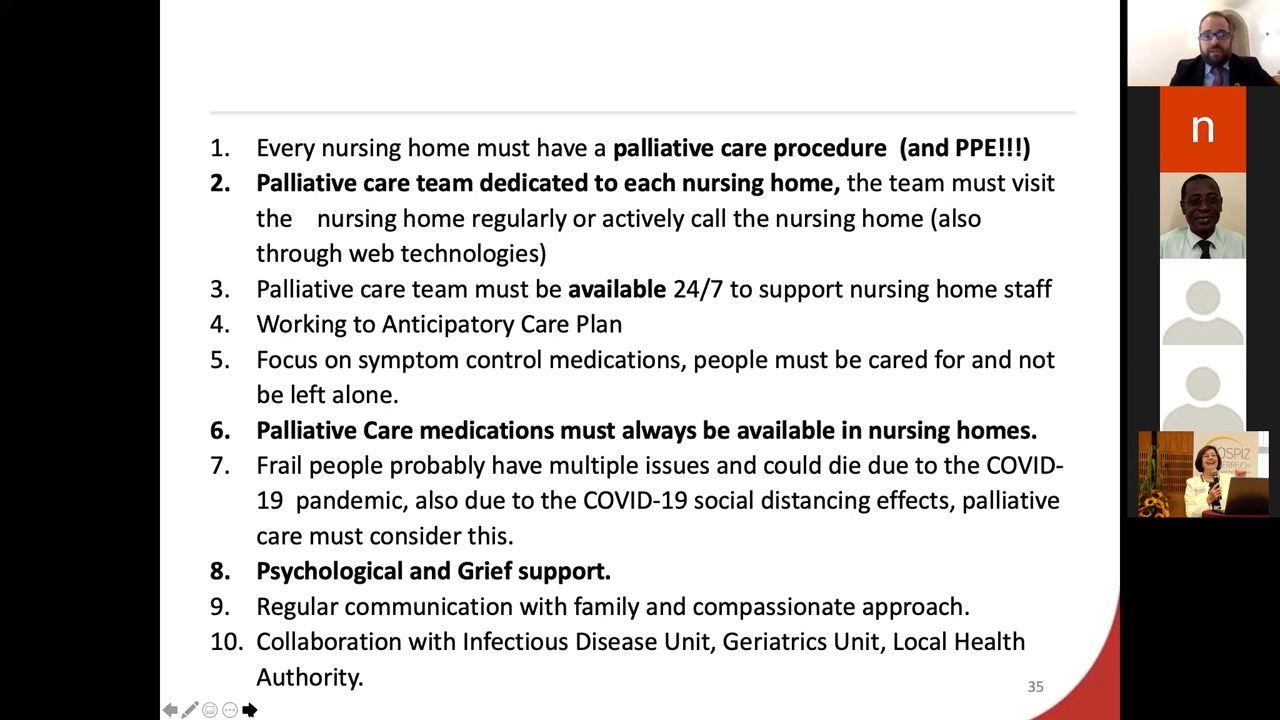 1. Every nursing home must have a palliative care procedure (and PPE!!!)
2. Palliative care team dedicated to each nursing home, the team must visit
the nursing home regularly or actively call the nursing home (also
through web technologies)
3. Palliative care team must be available 24/7 to support nursing home staff
4. Working to Anticipatory Care Plan
5. Focus on symptom control medications, people must be cared for and not
be left alone.
6. Palliative Care medications must always be available in nursing homes.
7. Frail people probably have multiple issues and could die due to the COVID-
19 pandemic, also due to the COVID-19 social distancing effects, palliative
care must consider this.
8. Psychological and Grief support.
9. Regular communication with family and compassionate approach.
10. Collaboration with Infectious Disease Unit, Geriatrics Unit, Local Health
Authority.
35
n